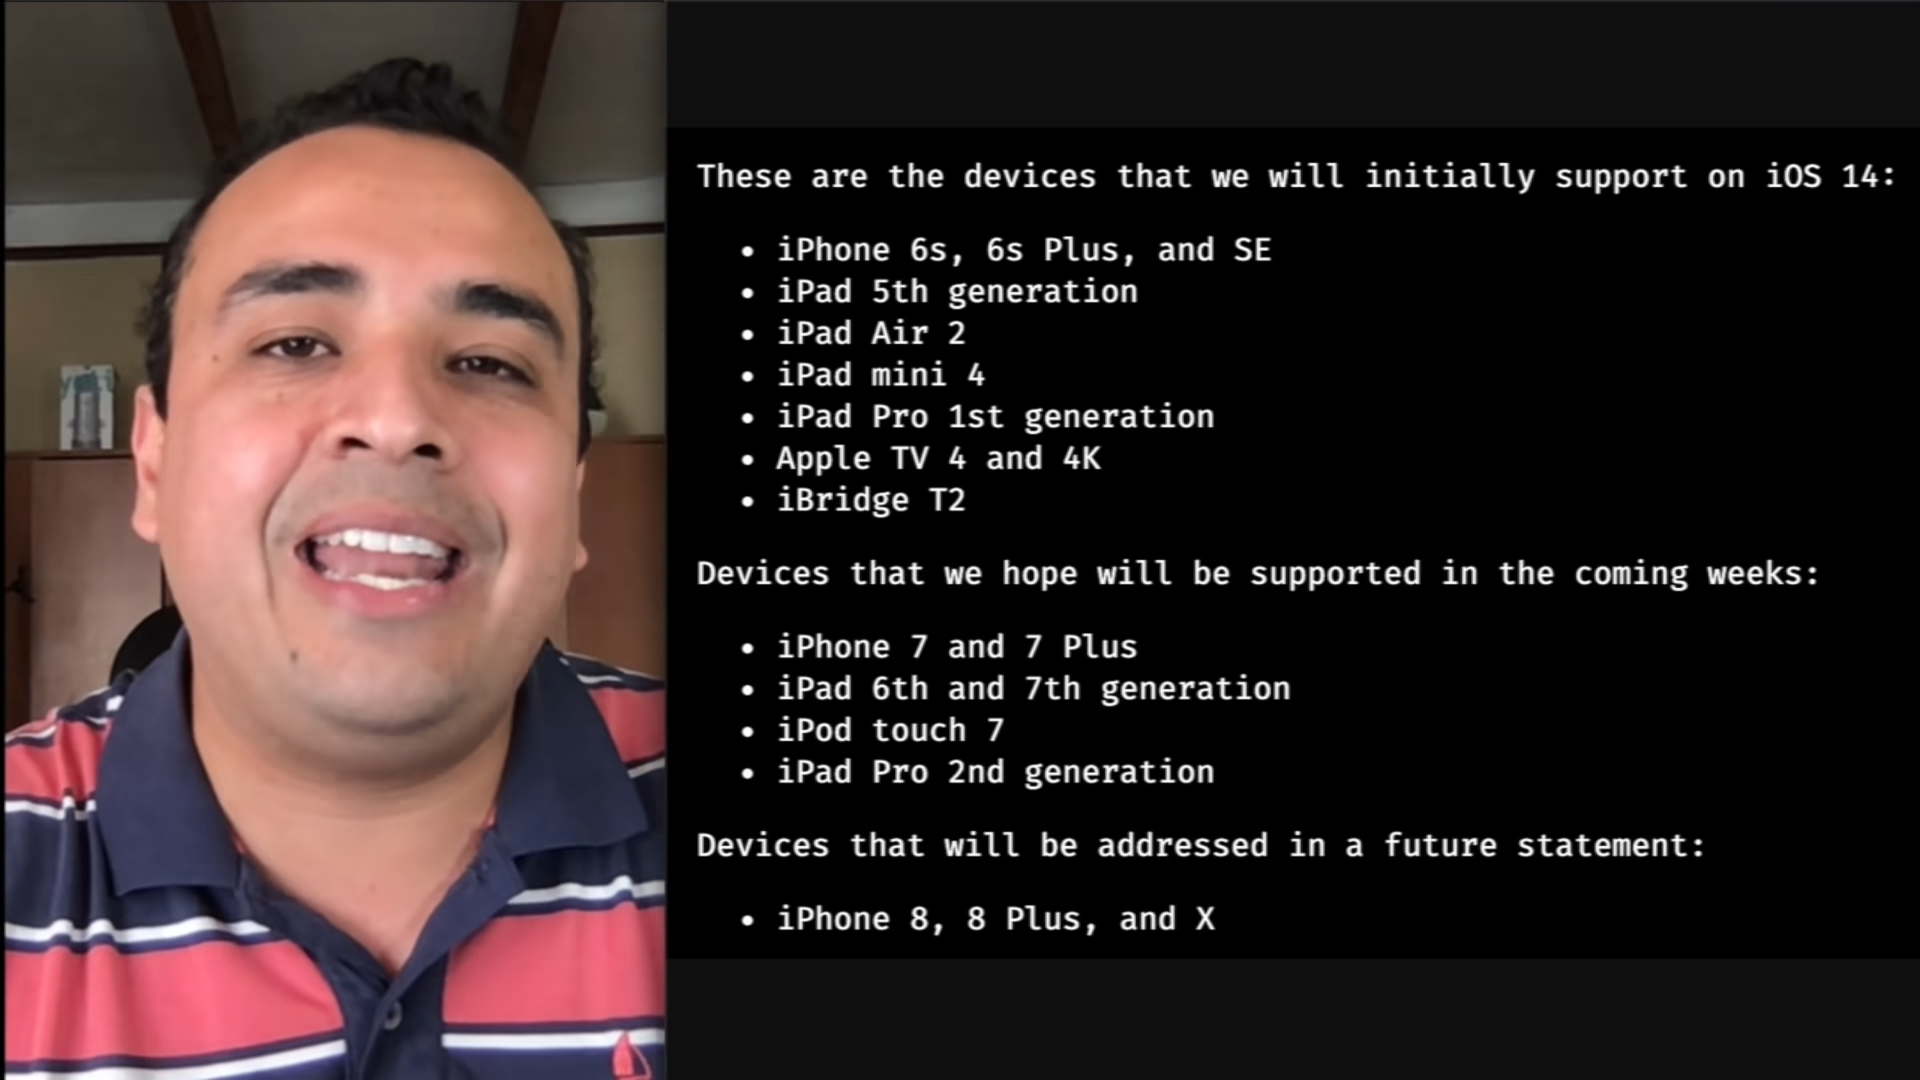 These are the devices that we will initially support on iOS 14:
• iPhone 6s, 6s Plus, and SE
• iPad 5th generation
• iPad Air 2
• iPad mini 4
• iPad Pro 1st generation
• Apple TV 4 and 4K
• iBridge T2
Devices that we hope will be supported in the coming weeks:
• iPhone 7 and 7 Plus
• iPad 6th and 7th generation
• iPod touch 7
• iPad Pro 2nd generation
Devices that will be addressed in a future statement:
• iPhone 8, 8 Plus, and X